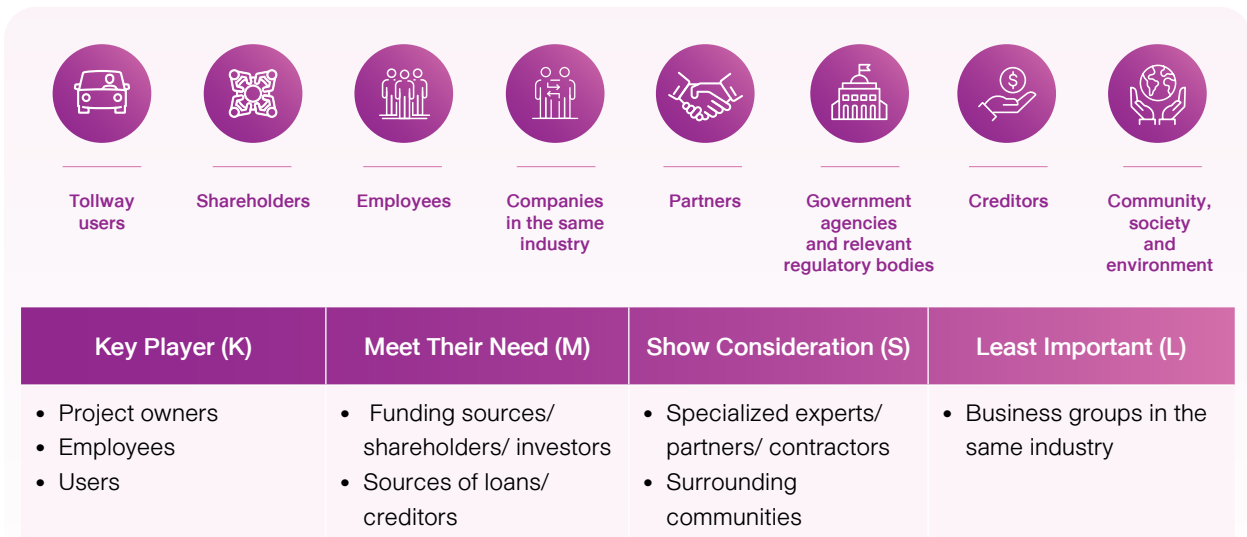 Tollway
users
Shareholders
Employees
Companies
in the same
industry
Partners
Government
agencies
and relevant
regulatory bodies
Creditors
Community,
society
and
environment
Key Player (K)
Meet Their Need (M)
Show Consideration (S)
Least Important (L)
• Project owners
• Employees
• Users
• Funding sources/
shareholders/ investors
• Sources of loans/
creditors
• Specialized experts/
partners/ contractors
• Surrounding
communities
• Business groups in the
same industry
$